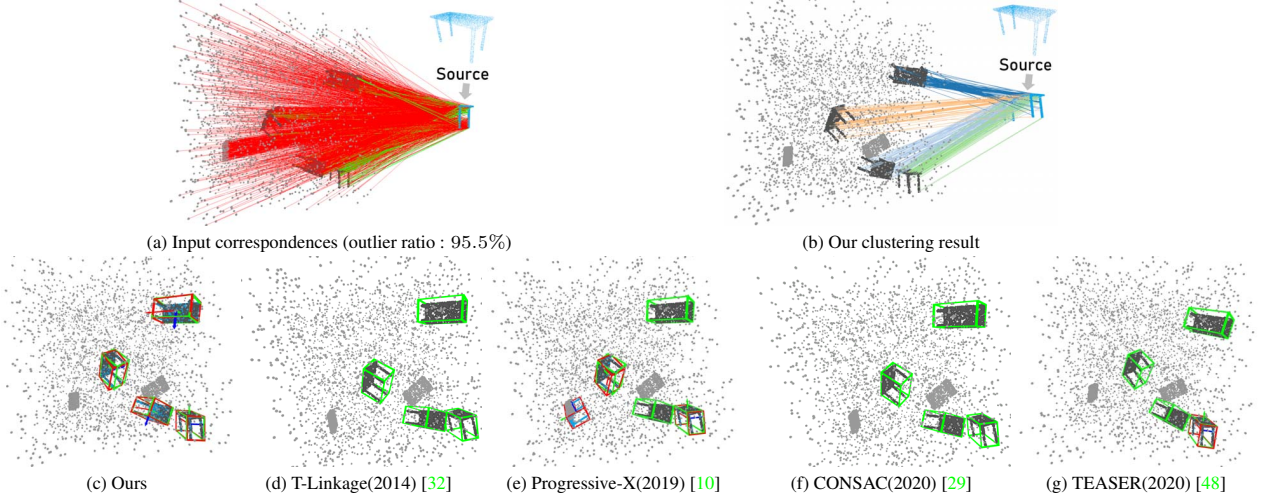 Source
Source
(a) Input correspondences (outlier ratio : 95.5%)
(b) Our clustering result
(c) Ours
(d) T-Linkage(2014) [32]
(e) Progressive-X(2019) [10]
(f) CONSAC(2020) [29]
(g) TEASER(2020) [48]